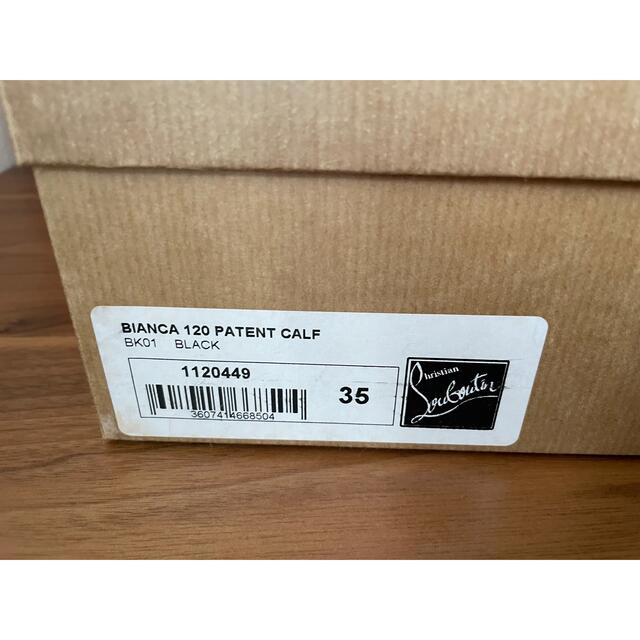 BIANCA 120 PATENT CALF
BK01 BLACK
1120449
35
3607414668504
Christian
Louboutin